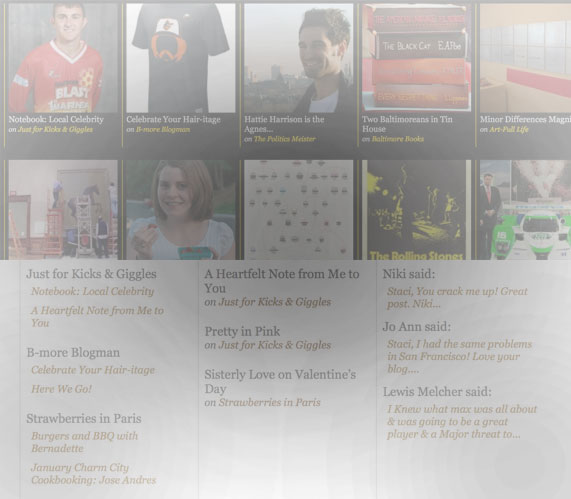 BLAST
THE BLACK CAT E.A.Poe
EVERY SECRET THING
Notebook: Local Celebrity
on Just for Kicks & Giggles
Celebrate Your Hair-itage
on B-more Blogman
Hattie Harrison is the
Agnes...
on The Politics Meister
Two Baltimoreans in Tin
House
on Baltimore Books
Minor Differences Magni
on Art-Full Life
The Rolling Stones
Just for Kicks & Giggles
Notebook: Local Celebrity
A Heartfelt Note from Me to
You
B-more Blogman
Celebrate Your Hair-itage
Here We Go!
Strawberries in Paris
Burgers and BBQ with
Bernadette
January Charm City
Cookbooking: Jose Andres
A Heartfelt Note from Me to
You
on Just for Kicks & Giggles
Pretty in Pink
on Just for Kicks & Giggles
Sisterly Love on Valentine's
Day
on Strawberries in Paris
Niki said:
Staci, You crack me up! Great
post. Niki...
Jo Ann said:
Staci, I had the same problems
in San Francisco! Love your
blog....
Lewis Melcher said:
I Knew what max was all about
& was going to be a great
player & a Major threat to...